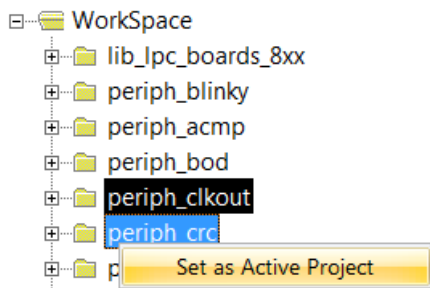 WorkSpace
lib_lpc_boards_8xx
periph_blinky
periph_acmp
periph_bod
periph_clkout
periph_crc
Set as Active Project